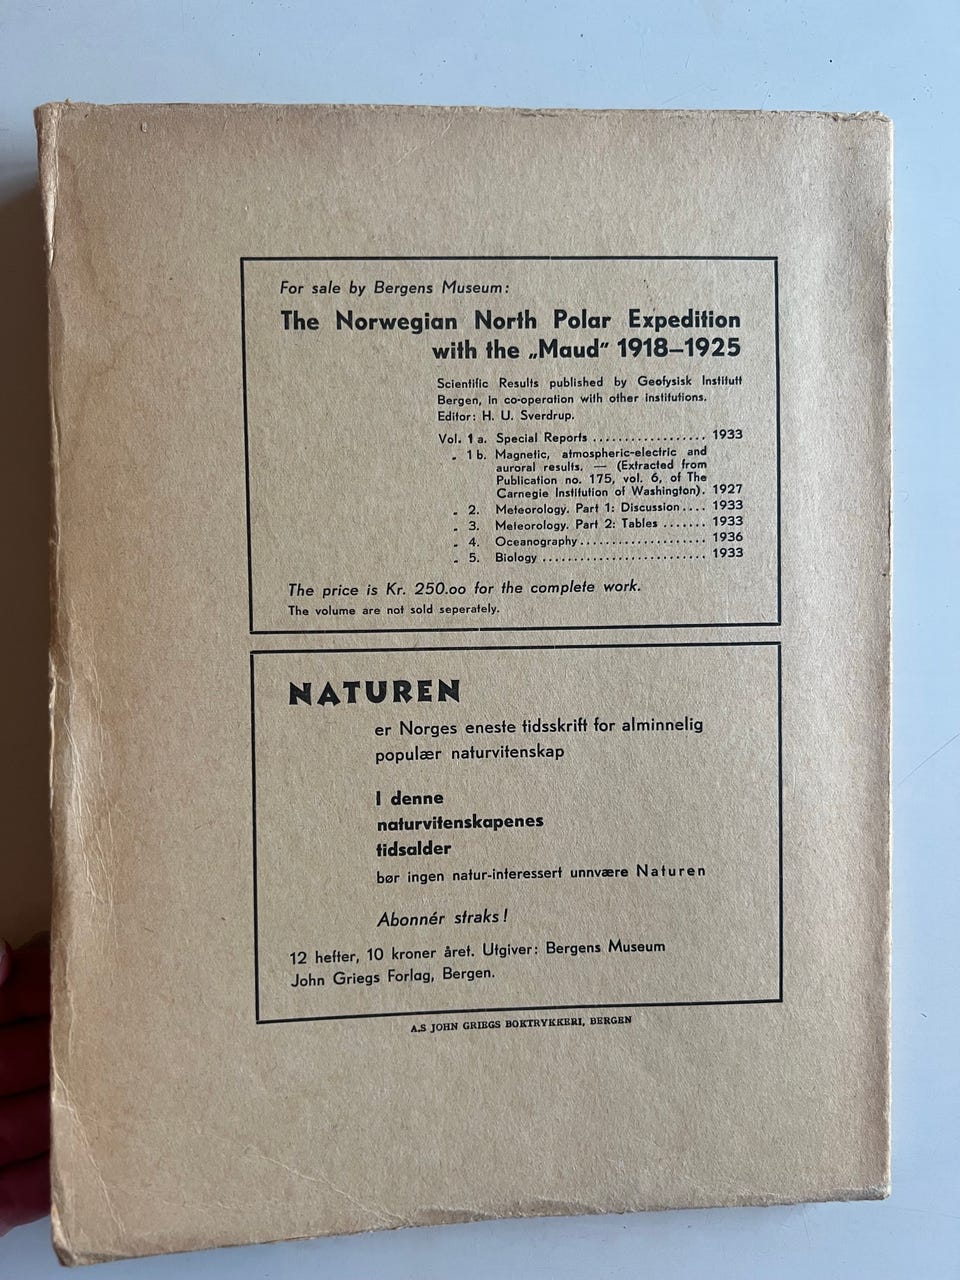 For sale by Bergens Museum:
The Norwegian North Polar Expedition
with the „Maud” 1918–1925
Scientific Results published by Geofysisk Institutt
Bergen, in co-operation with other institutions.
Editor: H. U. Sverdrup.
Vol. 1 a. Special Reports .................. 1933
„ 1 b. Magnetic, atmospheric-electric and
auroral results. — (Extracted from
Publication no. 175, vol. 6, of The
Carnegie Institution of Washington). 1927
„ 2. Meteorology. Part 1: Discussion.... 1933
„ 3. Meteorology. Part 2: Tables ....... 1933
„ 4. Oceanography.................... 1936
„ 5. Biology .......................... 1933
The price is Kr. 250.oo for the complete work.
The volume are not sold seperately.
NATUREN
er Norges eneste tidsskrift for alminnelig
populær naturvitenskap
I denne
naturvitenskapenes
tidsalder
bør ingen natur-interessert unnvære Naturen
Abonnér straks!
12 hefter, 10 kroner året. Utgiver: Bergens Museum
John Griegs Forlag, Bergen.
A.S JOHN GRIEGS BOKTRYKKERI, BERGEN